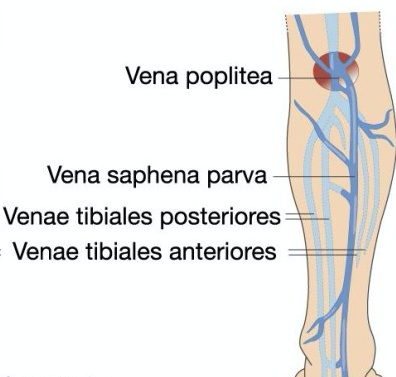 Vena poplitea
Vena saphena parva
Venae tibiales posteriores
Venae tibiales anteriores